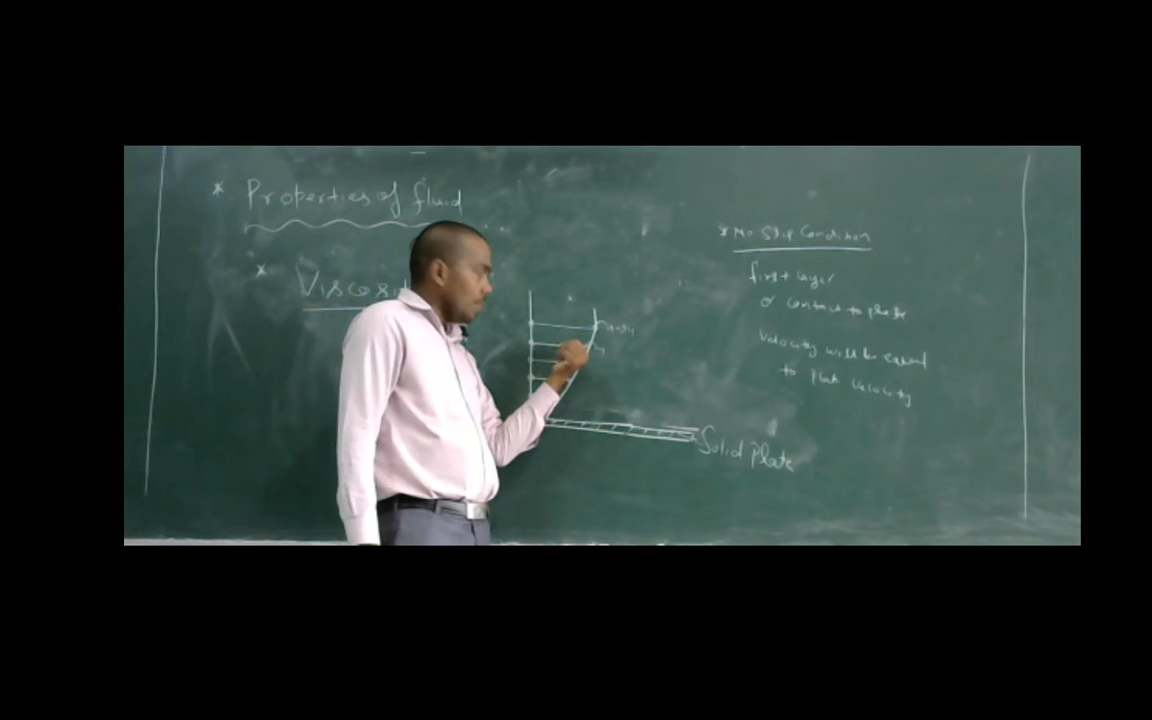 * Properties of fluid
* Viscosi
* No Slip Condition
first layer
of contact to plate
Velocity will be equal
to plate velocity
Solid Plate